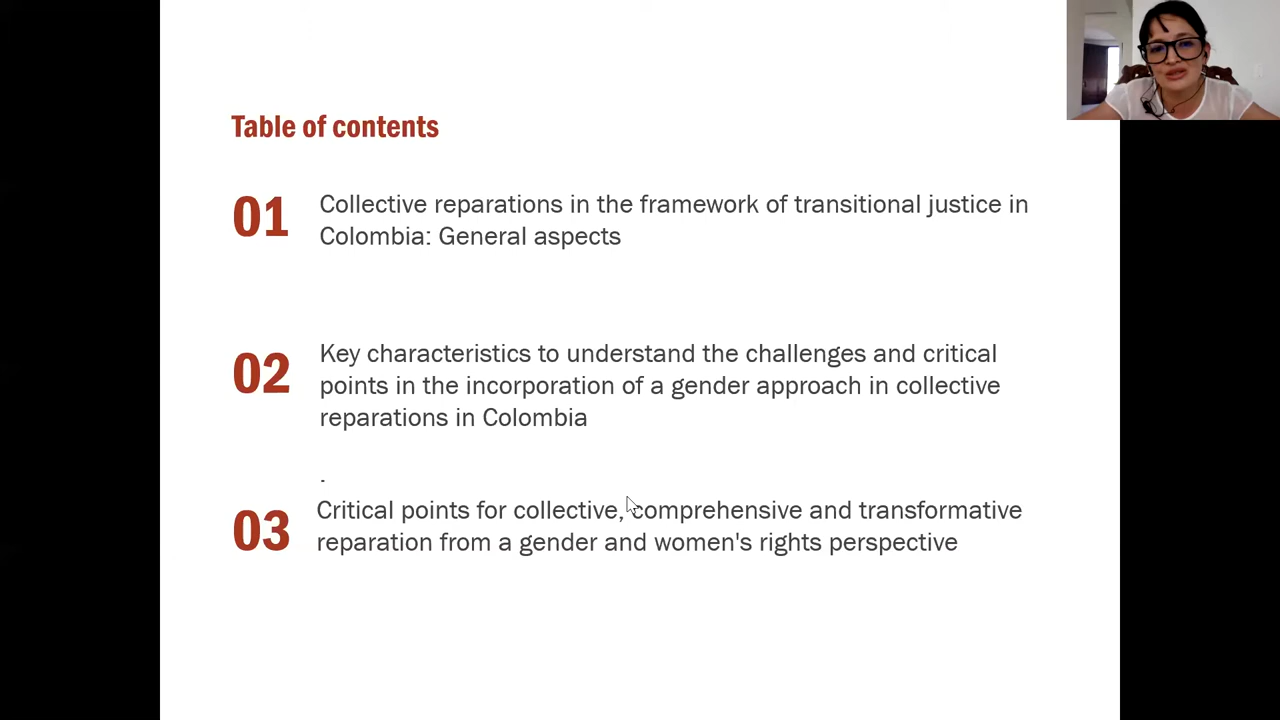 Table of contents
01
Collective reparations in the framework of transitional justice in
Colombia: General aspects
02
Key characteristics to understand the challenges and critical
points in the incorporation of a gender approach in collective
reparations in Colombia
.
03
Critical points for collective, comprehensive and transformative
reparation from a gender and women's rights perspective